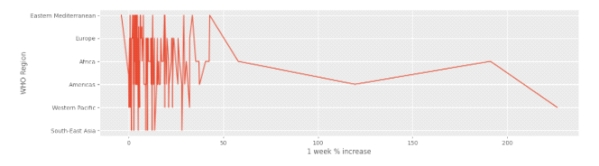 Eastern Mediterranean
Europe
Africa
Americas
Western Pacific
South-East Asia
WHO Region
0 50 100 150 200
1 week % increase